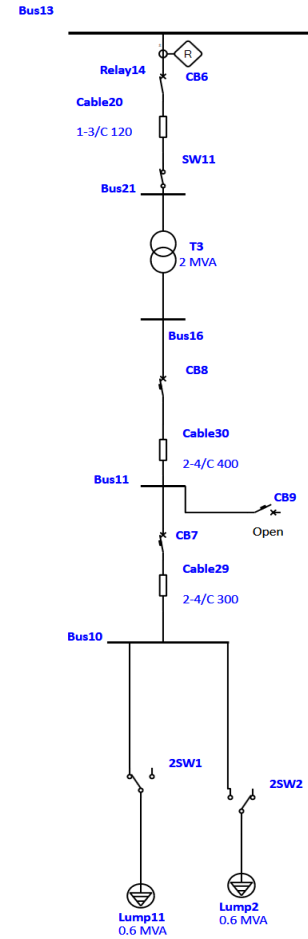 Bus13
R
Relay14
CB6
Cable20
1-3/C 120
SW11
Bus21
T3
2 MVA
Bus16
CB8
Cable30
2-4/C 400
Bus11
CB9
Open
CB7
Cable29
2-4/C 300
Bus10
2SW1
2SW2
Lump11
0.6 MVA
Lump2
0.6 MVA